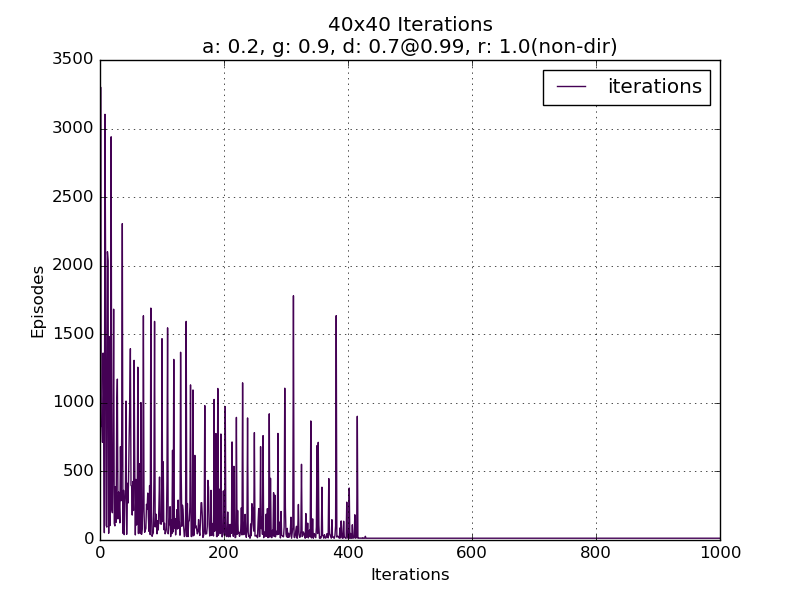 40x40 Iterations
a: 0.2, g: 0.9, d: 0.7@0.99, r: 1.0(non-dir)
3500
iterations
3000
2500
2000
Episodes
1500
1000
500
0
0 200 400 600 800 1000
Iterations